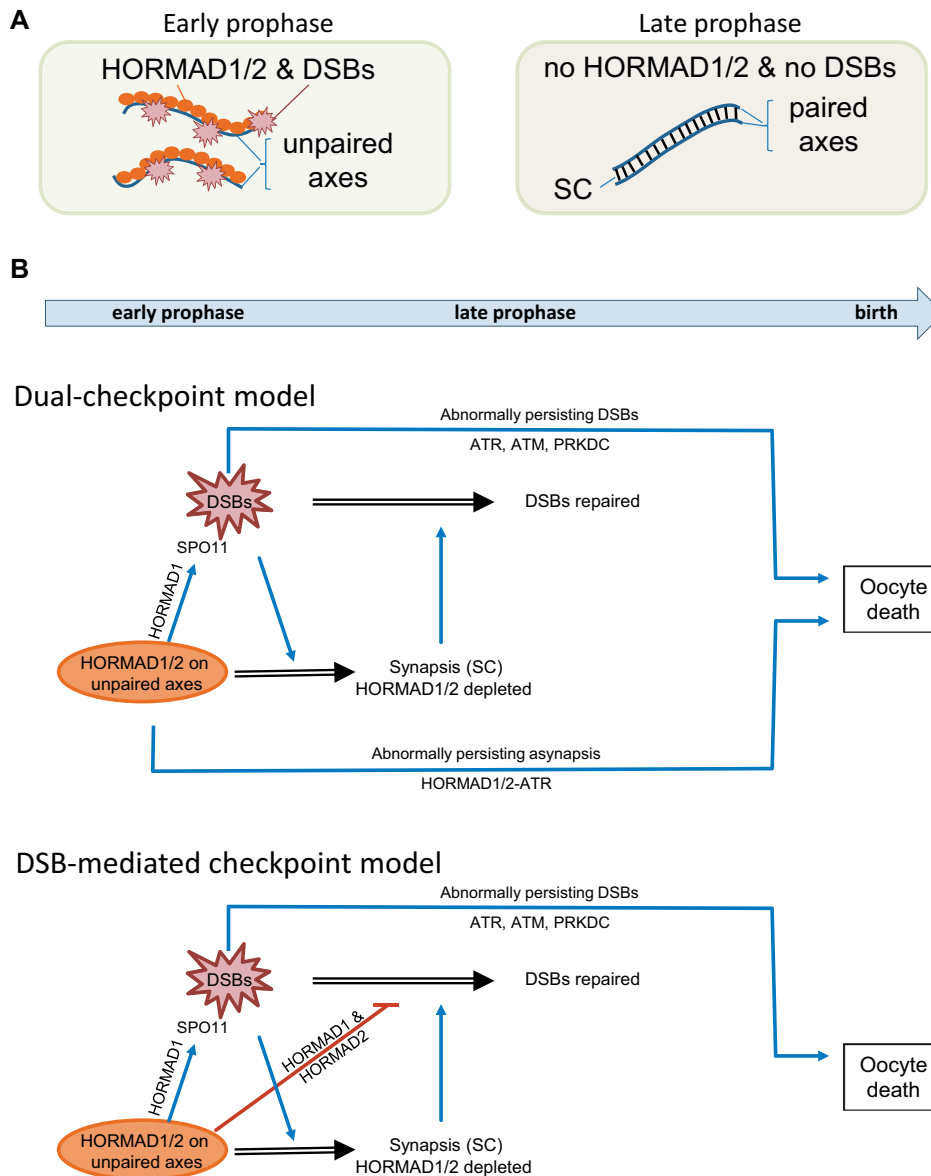 A
Early prophase
HORMAD1/2 & DSBs
unpaired
axes
Late prophase
no HORMAD1/2 & no DSBs
paired
axes
SC
B
early prophase
late prophase
birth
Dual-checkpoint model
Abnormally persisting DSBs
ATR, ATM, PRKDC
DSBs
DSBs repaired
SPO11
HORMAD1
Oocyte
death
HORMAD1/2 on
unpaired axes
Synapsis (SC)
HORMAD1/2 depleted
Abnormally persisting asynapsis
HORMAD1/2-ATR
DSB-mediated checkpoint model
Abnormally persisting DSBs
ATR, ATM, PRKDC
DSBs
DSBs repaired
SPO11
HORMAD1
HORMAD1 &
HORMAD2
Oocyte
death
HORMAD1/2 on
unpaired axes
Synapsis (SC)
HORMAD1/2 depleted